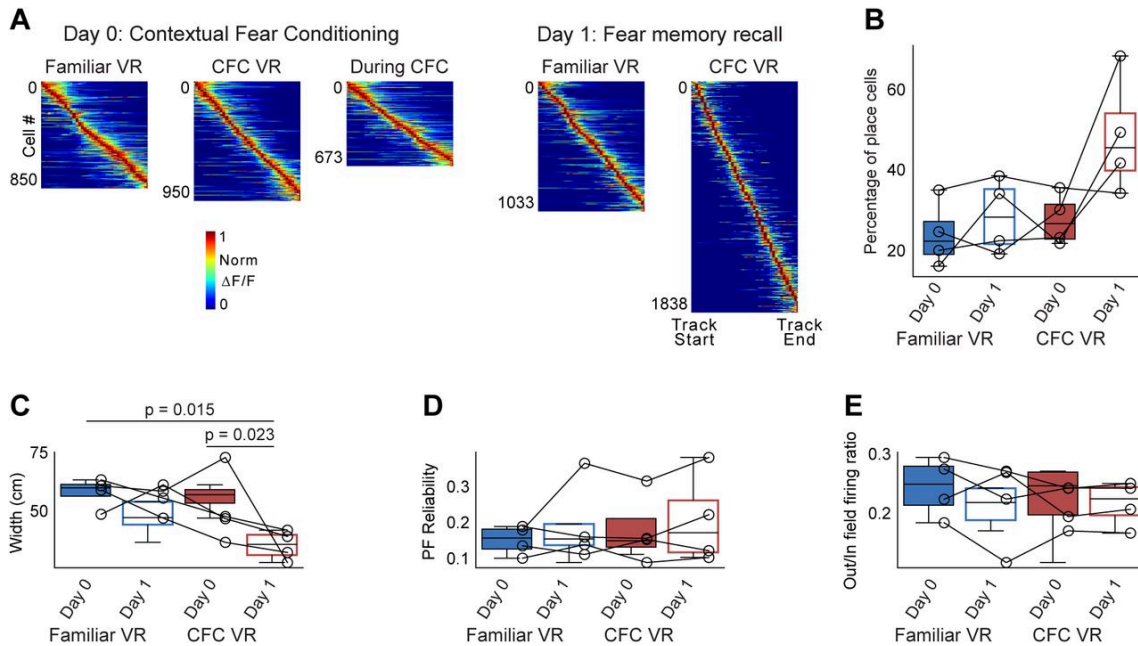 A
Day 0: Contextual Fear Conditioning
Familiar VR
CFC VR
During CFC
0
Cell #
850
0
950
0
673
1
Norm
ΔF/F
0
Day 1: Fear memory recall
Familiar VR
CFC VR
0
1033
0
1838
Track
Start
Track
End
B
Percentage of place cells
60
40
20
Day 0
Day 1
Day 0
Day 1
Familiar VR
CFC VR
C
p = 0.015
p = 0.023
Width (cm)
75
50
Day 0
Day 1
Day 0
Day 1
Familiar VR
CFC VR
D
PF Reliability
0.3
0.2
0.1
Day 0
Day 1
Day 0
Day 1
Familiar VR
CFC VR
E
Out/In field firing ratio
0.3
0.2
Day 0
Day 1
Day 0
Day 1
Familiar VR
CFC VR